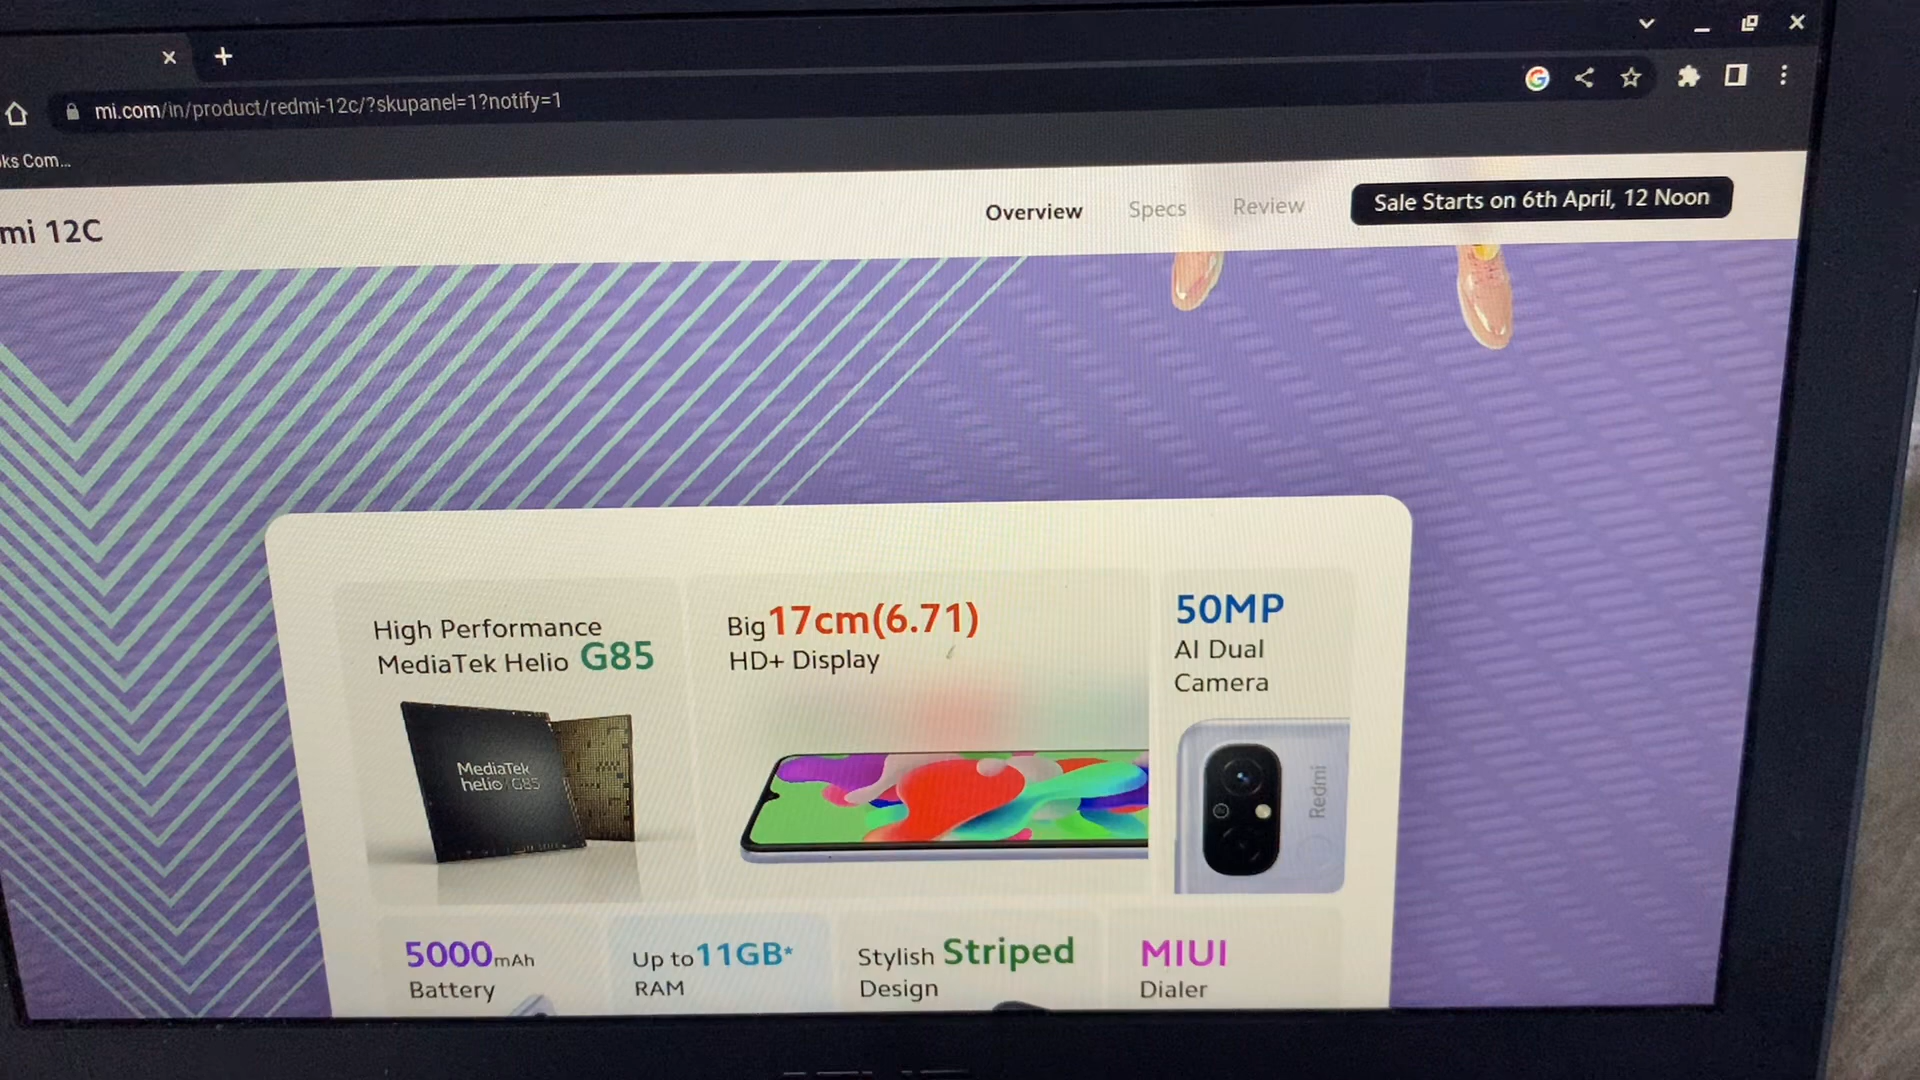 mi.com/in/product/redmi-12c/?skupanel=1?notify=1
ks Com...
mi 12C
Overview
Specs
Review
Sale Starts on 6th April, 12 Noon
High Performance
MediaTek Helio G85
MediaTek
helio G85
Big 17cm(6.71)
HD+ Display
50MP
AI Dual
Camera
Redmi
5000mAh
Battery
Up to 11GB*
RAM
Stylish Striped
Design
MIUI
Dialer